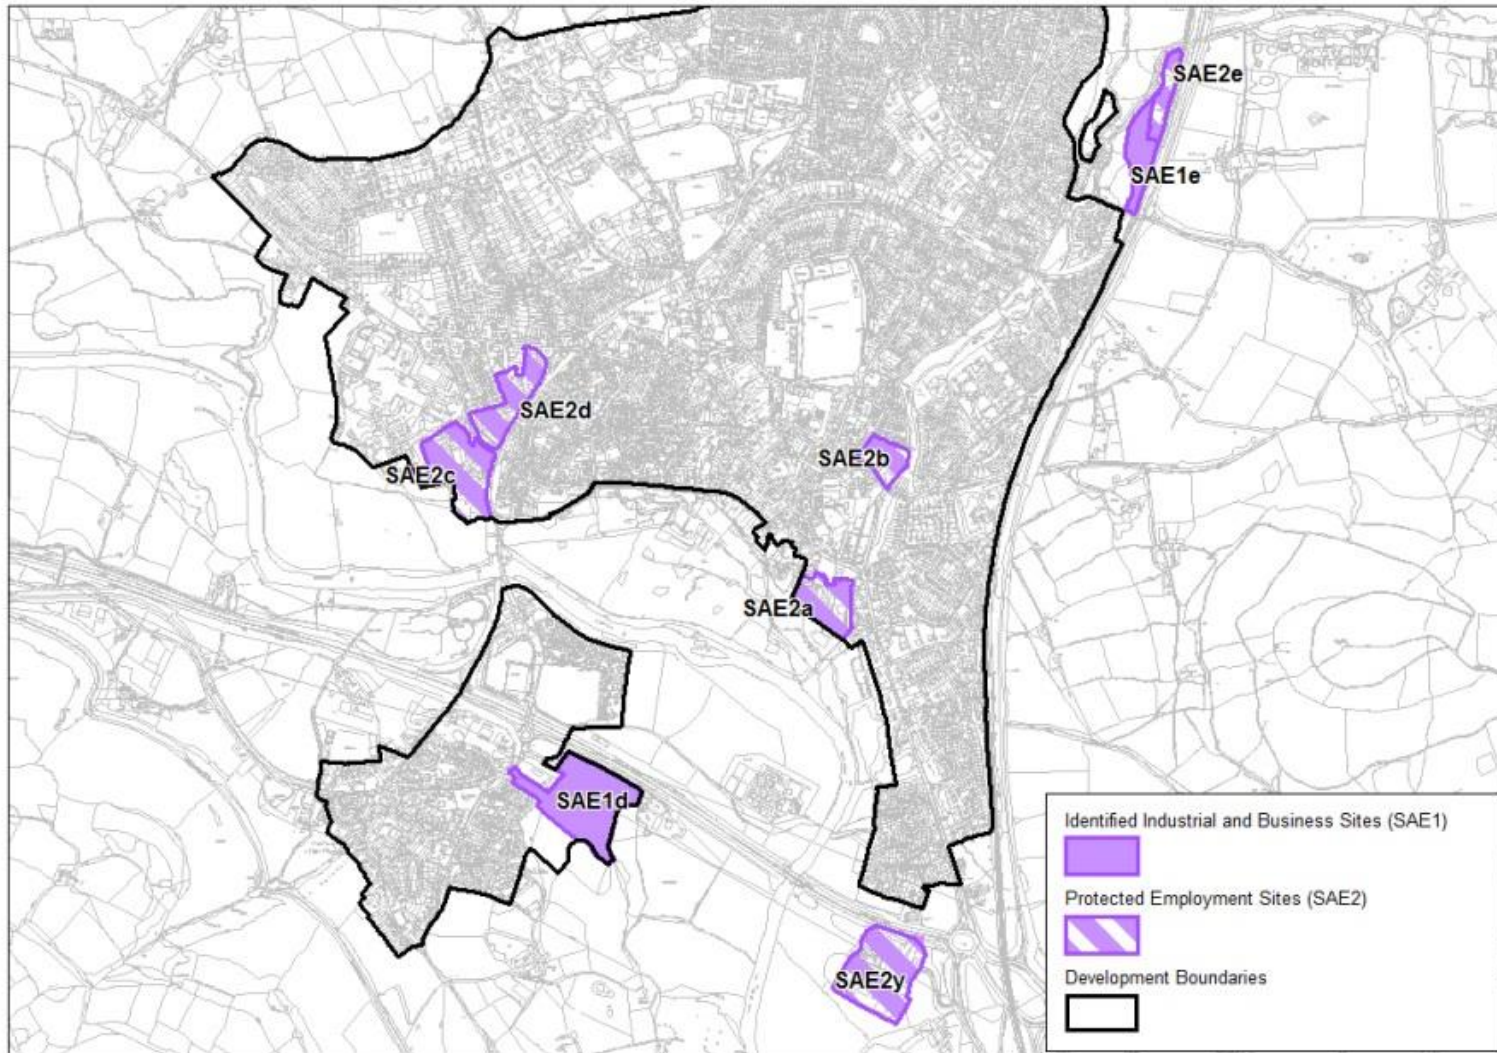 SAE2e
SAE1e
SAE2d
SAE2b
SAE2c
SAE2a
SAE1d
SAE2y
Identified Industrial and Business Sites (SAE1)
Protected Employment Sites (SAE2)
Development Boundaries